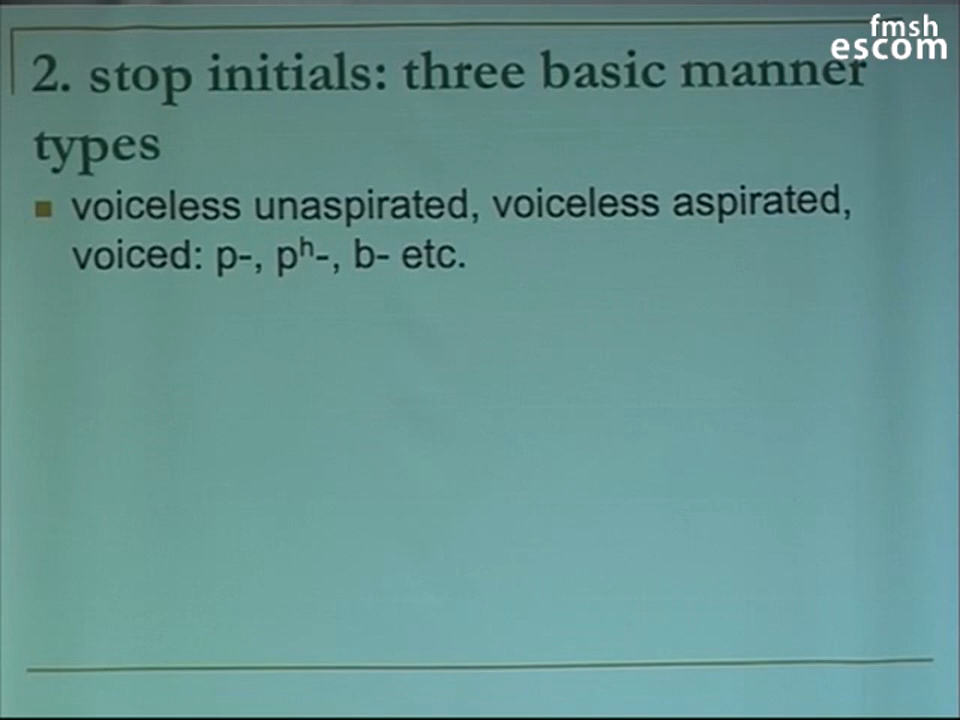 fmsh
escom
2. stop initials: three basic manner
types
voiceless unaspirated, voiceless aspirated,
voiced: p-, pʰ-, b- etc.